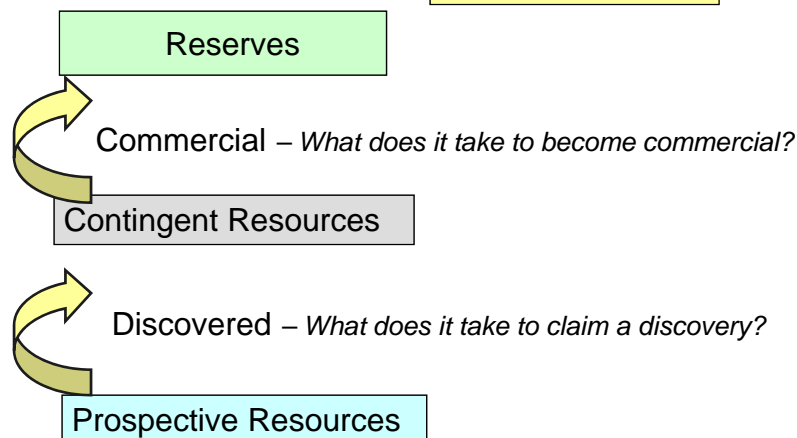 Reserves
Commercial – What does it take to become commercial?
Contingent Resources
Discovered – What does it take to claim a discovery?
Prospective Resources